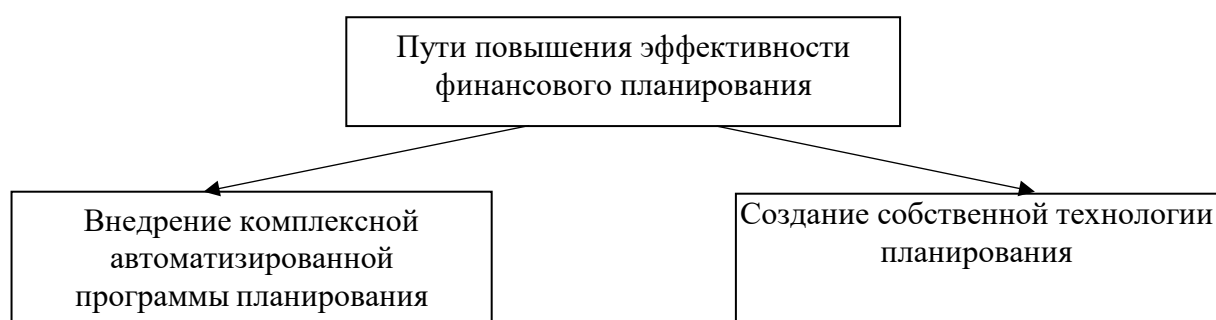 Пути повышения эффективности
финансового планирования
Внедрение комплексной
автоматизированной
программы планирования
Создание собственной технологии
планирования